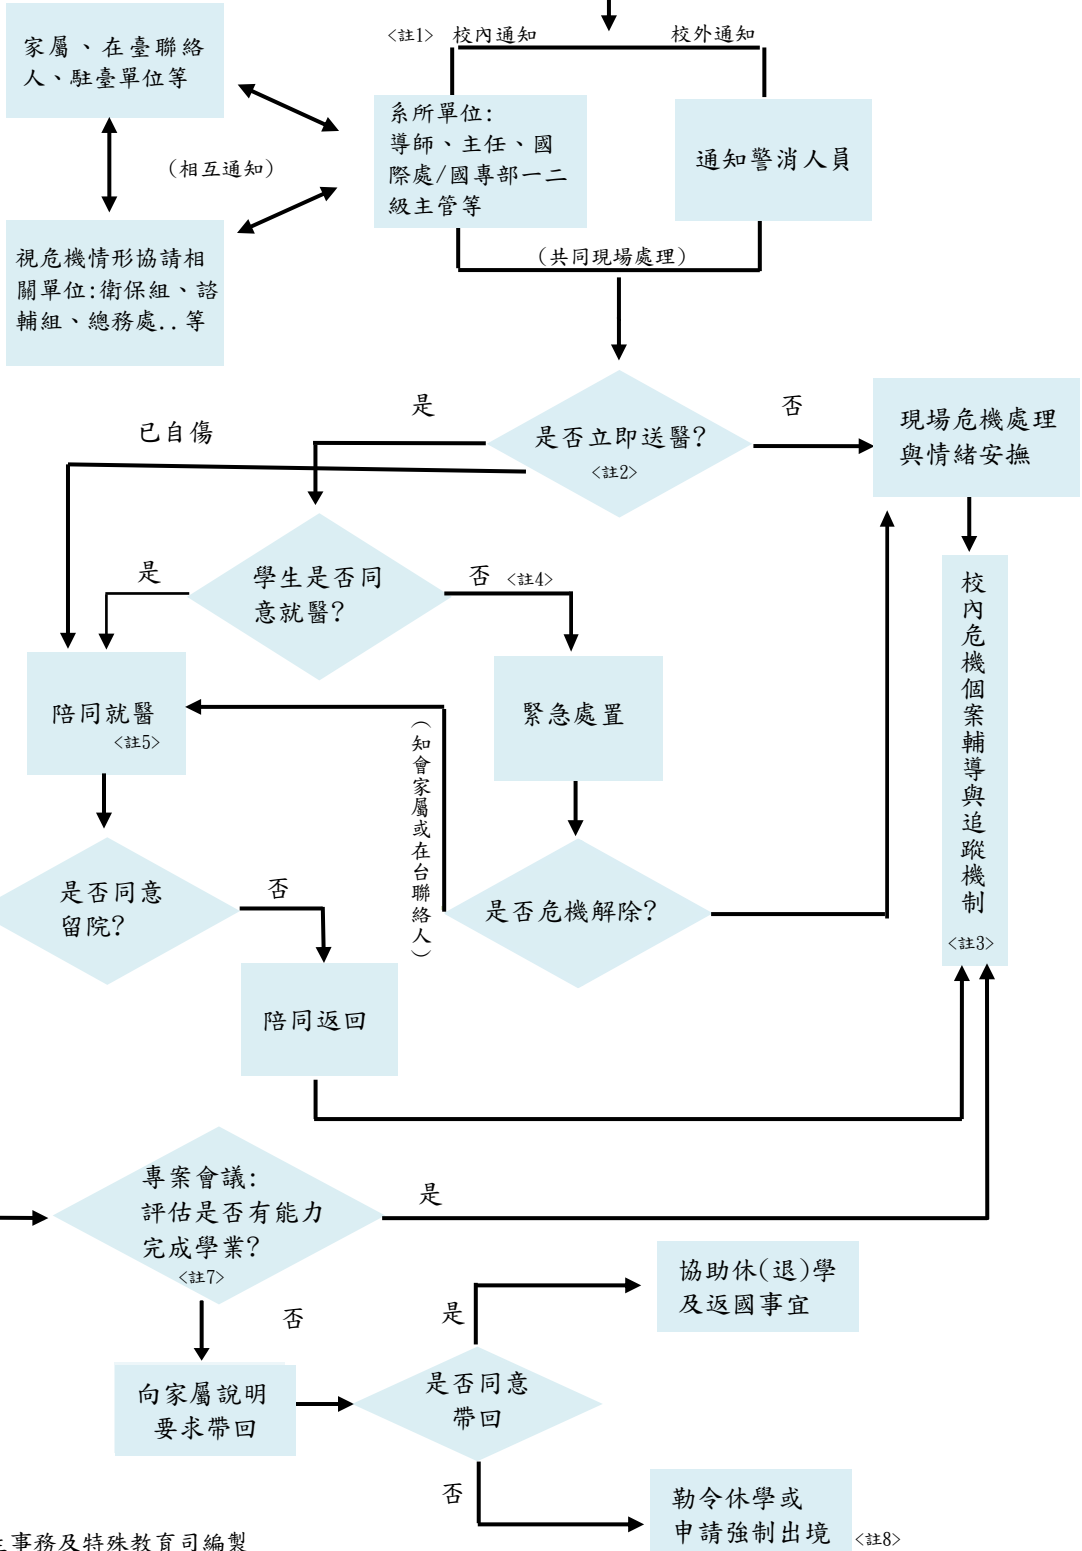 <註1> 校內通知 校外通知
家屬、在臺聯絡
人、駐臺單位等
系所單位:
導師、主任、國
際處/國專部一二
級主管等
通知警消人員
(相互通知)
視危機情形協請相
關單位:衛保組、諮
輔組、總務處..等
(共同現場處理)
是
否
是否立即送醫?
<註2>
現場危機處理
與情緒安撫
已自傷
是
學生是否同
意就醫?
否 <註4>
校內危機個案輔導與追蹤機制
<註3>
陪同就醫
<註5>
緊急處置
(知會家屬或在台聯絡人)
是否同意
留院?
否
是否危機解除?
陪同返回
專案會議:
評估是否有能力
完成學業?
<註7>
是
否
是
協助休(退)學
及返國事宜
向家屬說明
要求帶回
是否同意
帶回
否
勒令休學或
申請強制出境
<註8>
事務及特殊教育司編製